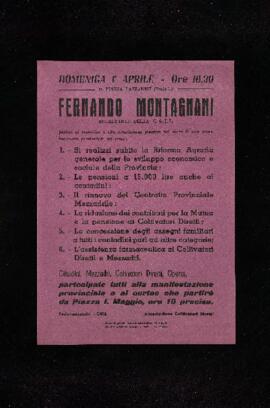 DOMENICA 1° APRILE - Ore 10,30
FERNANDO MONTAGNANI
1. - Si realizzi subito la Riforma Agraria
generale per lo sviluppo economico e
sociale della Provincia;
2. - Le pensioni a 15.000 lire anche ai
contadini;
3. - Il rinnovo del Contratto Provinciale
Mezzadrile;
4. - La riduzione dei contributi per la Mutua
e la pensione ai Coltivatori Diretti;
5. - La concessione degli assegni familiari
a tutti i contadini pari ad altre categorie;
6. - L'assistenza farmaceutica ai Coltivatori
Diretti e Mezzadri.
Cittadini, Mezzadri, Coltivatori Diretti, Operai,
partecipate tutti alla manifestazione
provinciale e al corteo che partirà
da Piazza I. Maggio, ore 10 precise.